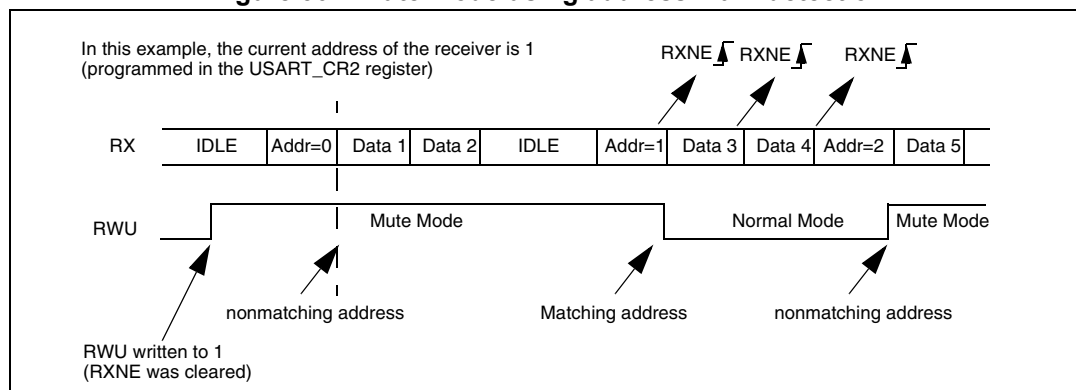 In this example, the current address of the receiver is 1
(programmed in the USART_CR2 register)
RXNE RXNE RXNE
RX IDLE Addr=0 Data 1 Data 2 IDLE Addr=1 Data 3 Data 4 Addr=2 Data 5
RWU Mute Mode Normal Mode Mute Mode
nonmatching address Matching address nonmatching address
RWU written to 1
(RXNE was cleared)